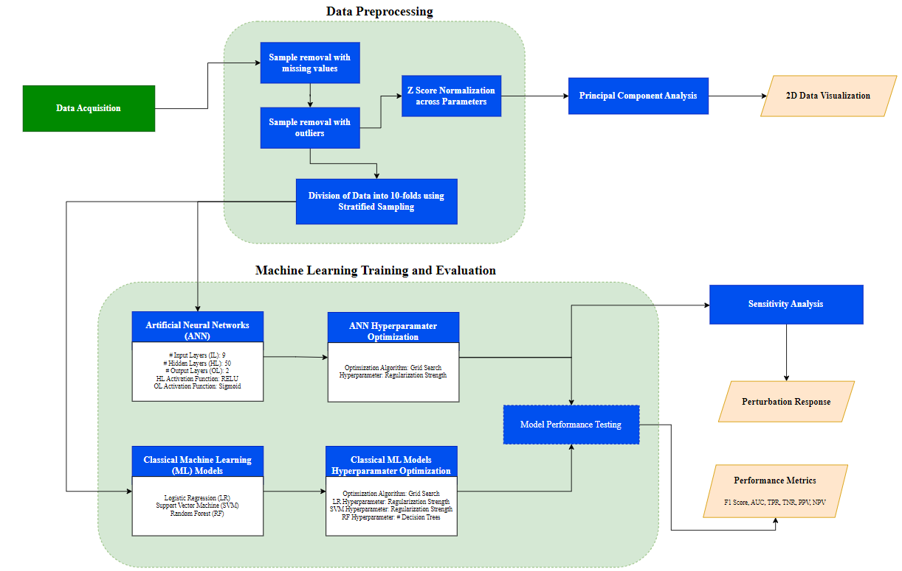 Data Preprocessing
Data Acquisition
Sample removal with
missing values
Sample removal with
outliers
Z Score Normalization
across Parameters
Principal Component Analysis
2D Data Visualization
Division of Data into 10-folds using
Stratified Sampling
Machine Learning Training and Evaluation
Artificial Neural Networks
(ANN)
# Input Layers (IL): 9
# Hidden Layers (HL): 50
# Output Layers (OL): 2
HL Activation Function: RELU
OL Activation Function: Sigmoid
ANN Hyperparamater
Optimization
Optimization Algorithm: Grid Search
Hyperparameter: Regularization Strength
Sensitivity Analysis
Perturbation Response
Model Performance Testing
Classical Machine Learning
(ML) Models
Logistic Regression (LR)
Support Vector Machine (SVM)
Random Forest (RF)
Classical ML Models
Hyperparamater Optimization
Optimization Algorithm: Grid Search
LR Hyperparameter: Regularization Strength
SVM Hyperparameter: Regularization Strength
RF Hyperparameter: # Decision Trees
Performance Metrics
F1 Score, AUC, TPR, TNR, PPV, NPV